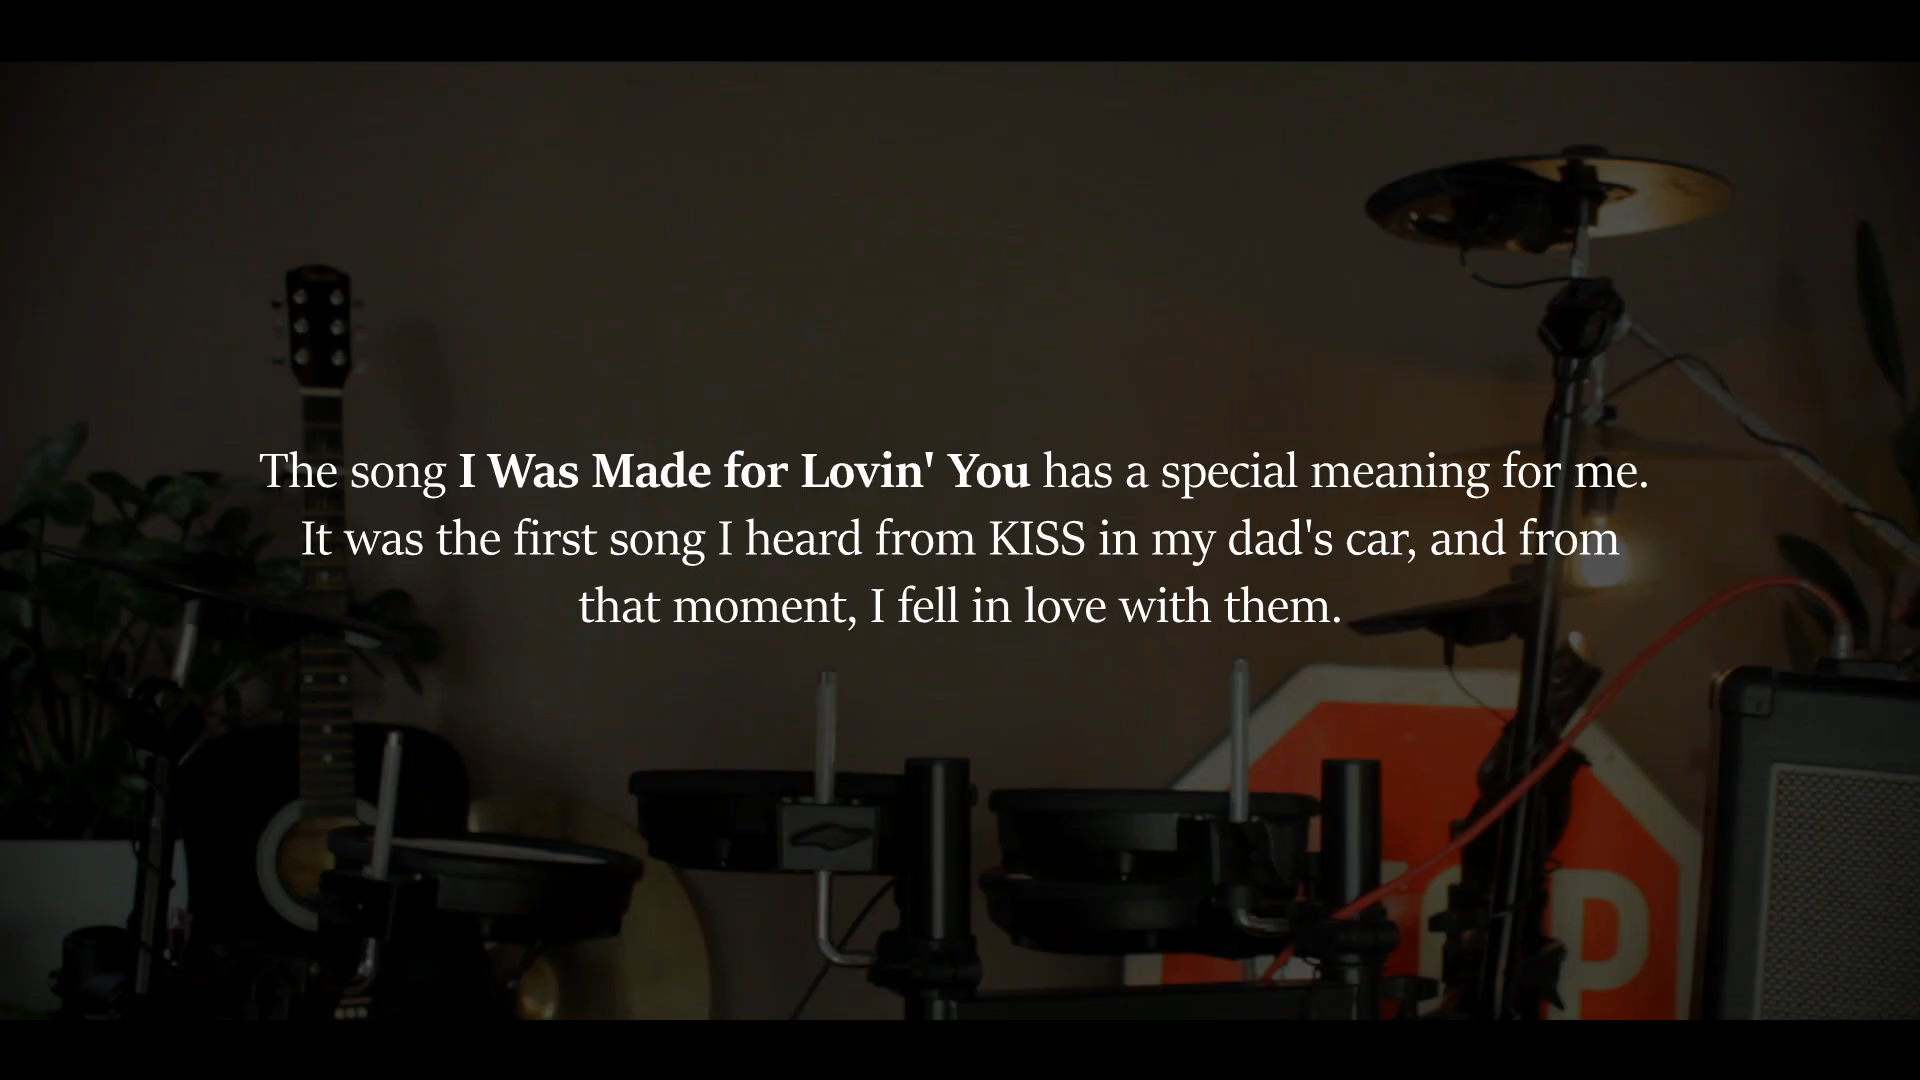 The song I Was Made for Lovin' You has a special meaning for me.
It was the first song I heard from KISS in my dad's car, and from
that moment, I fell in love with them.
OP